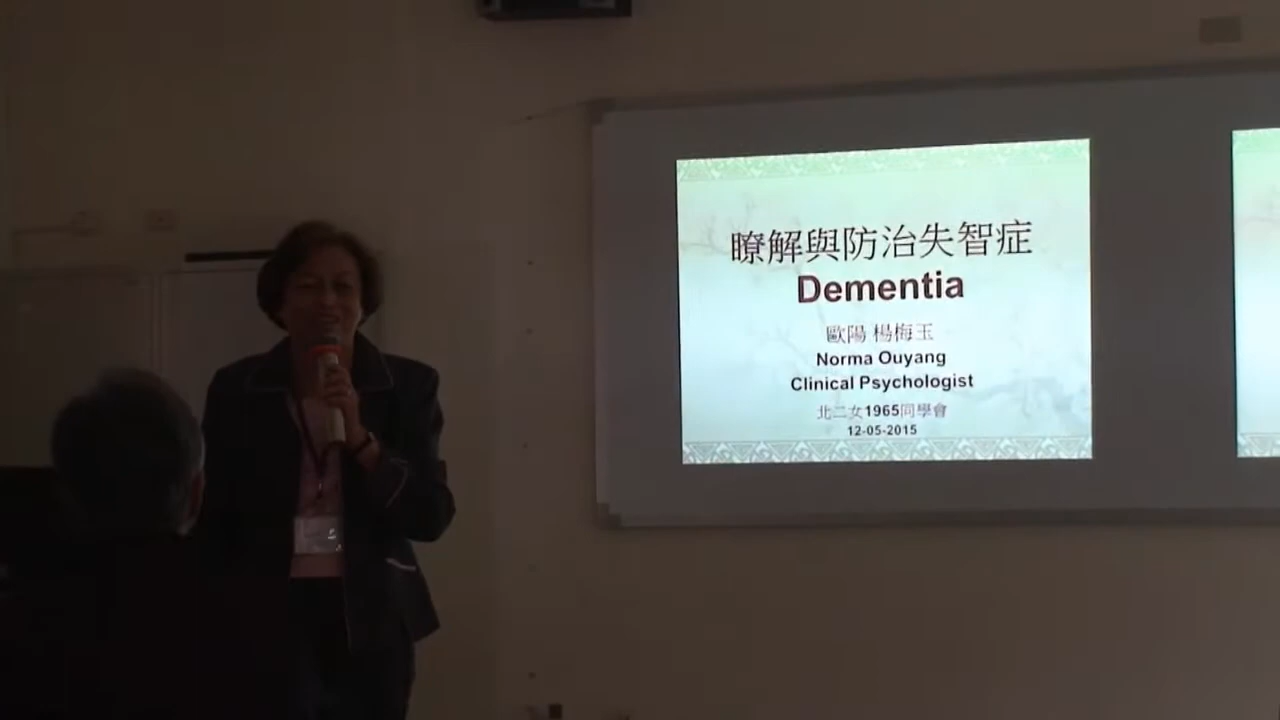 瞭解與防治失智症
Dementia
歐陽 楊梅玉
Norma Ouyang
Clinical Psychologist
北二女1965同學會
12-05-2015